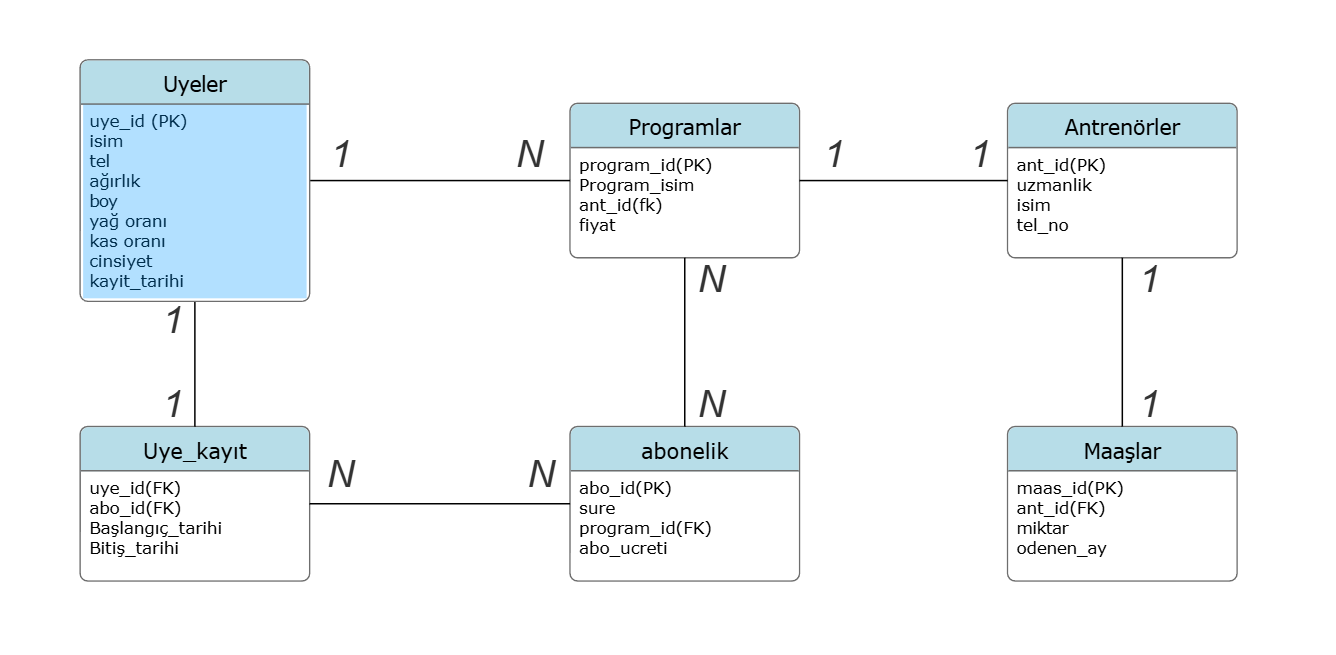 Uyeler
uye_id (PK)
isim
tel
ağırlık
boy
yağ oranı
kas oranı
cinsiyet
kayit_tarihi
1
N
Programlar
program_id(PK)
Program_isim
ant_id(fk)
fiyat
1
1
Antrenörler
ant_id(PK)
uzmanlik
isim
tel_no
1
1
N
N
1
1
Uye_kayıt
uye_id(FK)
abo_id(FK)
Başlangıç_tarihi
Bitiş_tarihi
N
N
abonelik
abo_id(PK)
sure
program_id(FK)
abo_ucreti
Maaşlar
maas_id(PK)
ant_id(FK)
miktar
odenen_ay